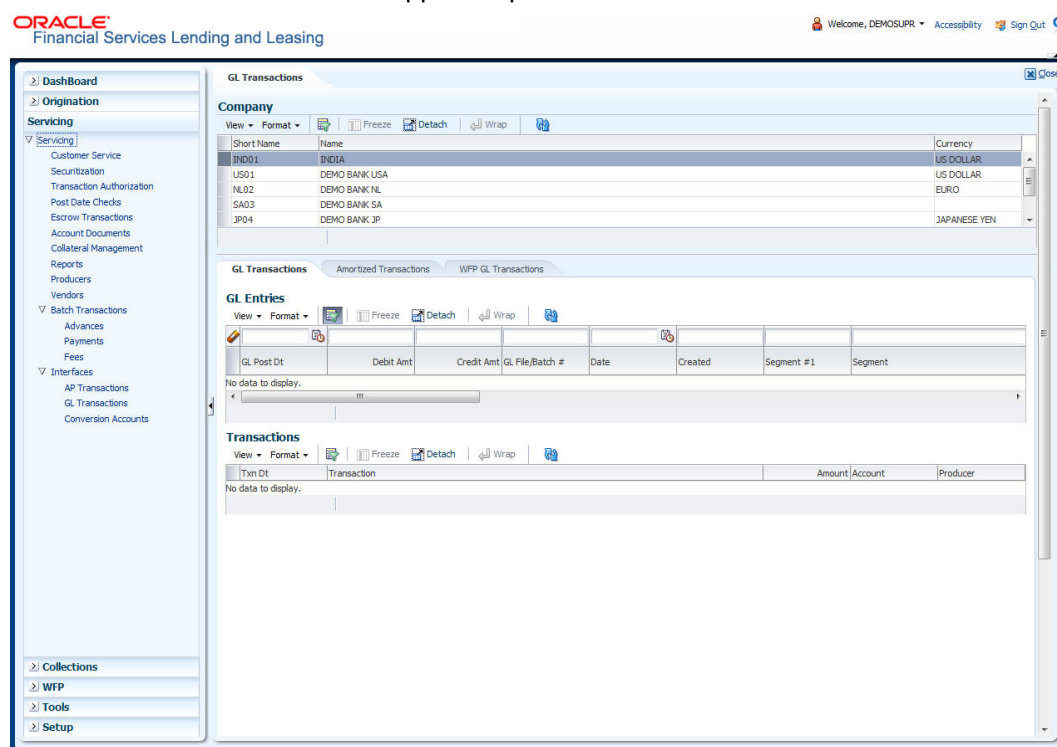 ORACLE
Financial Services Lending and Leasing
Welcome, DEMOSUPR Accessibility Sign Out
Close
DashBoard
Origination
Servicing
Servicing
Customer Service
Securitization
Transaction Authorization
Post Date Checks
Escrow Transactions
Account Documents
Collateral Management
Reports
Producers
Vendors
Batch Transactions
Advances
Payments
Fees
Interfaces
AP Transactions
GL Transactions
Conversion Accounts
Collections
WFP
Tools
Setup
GL Transactions
Company
View Format Freeze Detach Wrap
Short Name Name Currency
IND01 INDIA US DOLLAR
US01 DEMO BANK USA US DOLLAR
NL02 DEMO BANK NL EURO
SA03 DEMO BANK SA
JP04 DEMO BANK JP JAPANESE YEN
GL Transactions Amortized Transactions WFP GL Transactions
GL Entries
View Format Freeze Detach Wrap
GL Post Dt Debit Amt Credit Amt GL File/Batch # Date Created Segment #1 Segment
No data to display.
Transactions
View Format Freeze Detach Wrap
Txn Dt Transaction Amount Account Producer
No data to display.